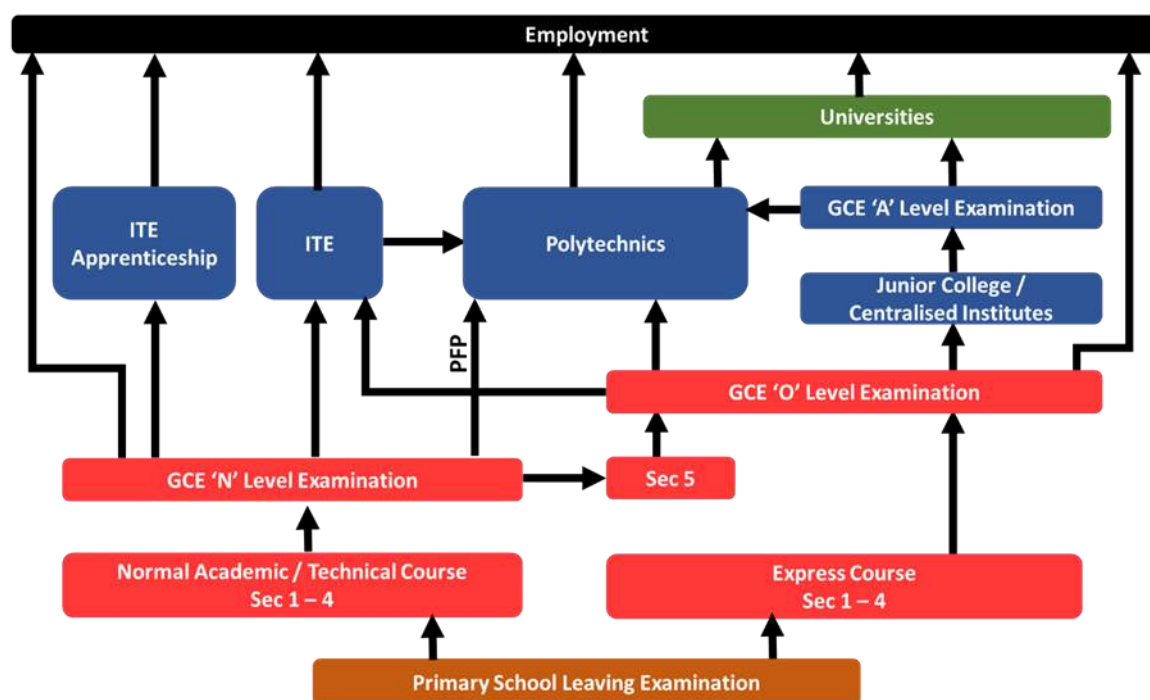 Employment
Universities
ITE
Apprenticeship
ITE
Polytechnics
GCE ‘A’ Level Examination
Junior College /
Centralised Institutes
PFP
GCE ‘O’ Level Examination
GCE ‘N’ Level Examination
Sec 5
Normal Academic / Technical Course
Sec 1 – 4
Express Course
Sec 1 – 4
Primary School Leaving Examination